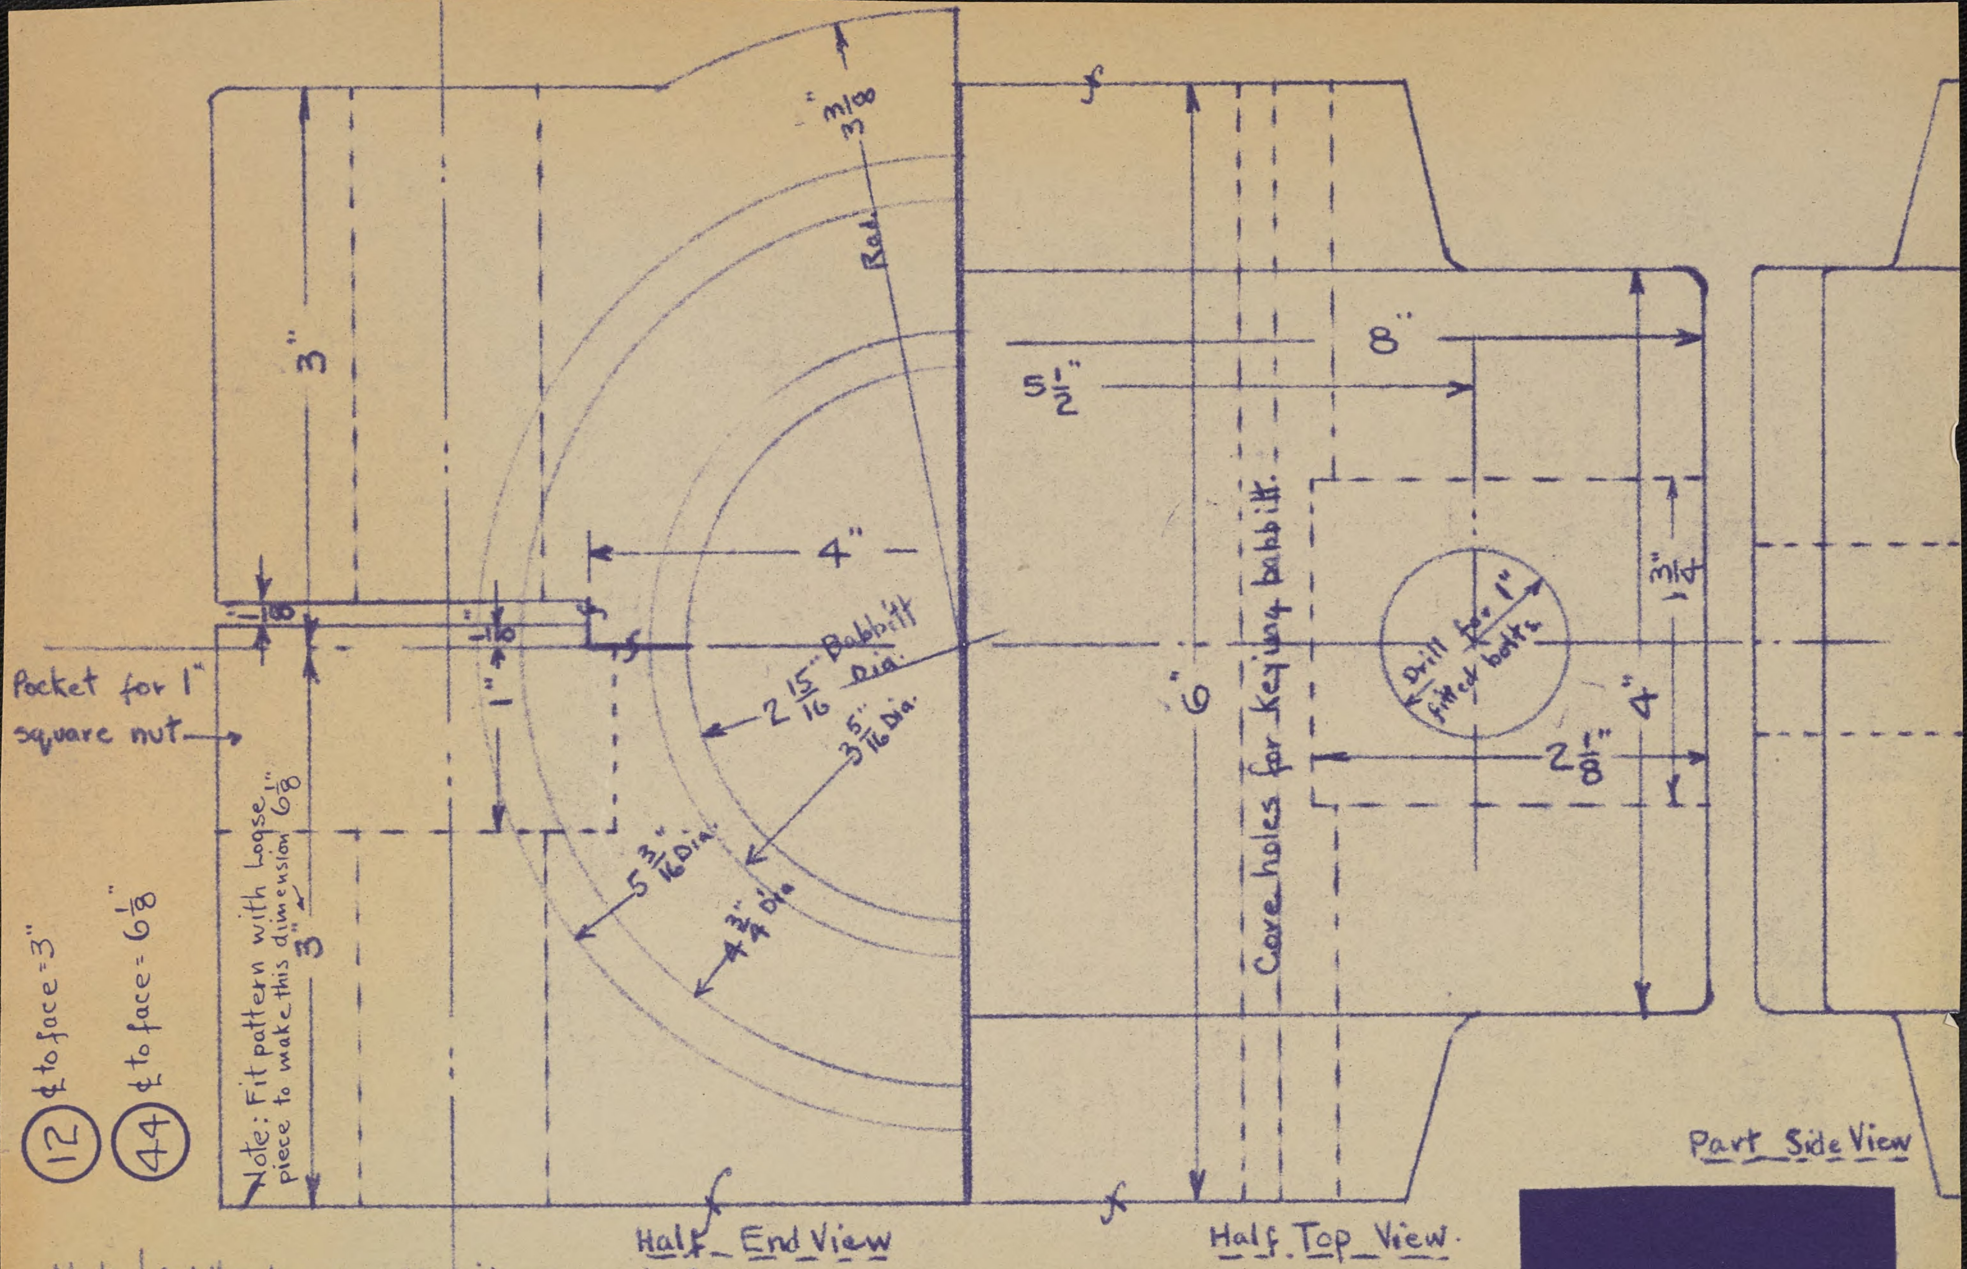 3 3/8"
Rad.
3"
8"
5 1/2"
4"
1/8"
1/8"
2 15/16" Babbitt
Dia.
3 5/16" Dia.
5 3/16" Dia.
4 3/4" Dia
1"
Pocket for 1"
square nut
3"
Note: Fit pattern with Loose
piece to make this dimension 6 1/8"
12 ℄ to face = 3"
44 ℄ to face = 6 1/8"
6"
Core holes for keying babbitt.
Drill for 1"
fitted bolts
1 3/4"
4"
2 1/8"
Half End View
Half Top View.
Part Side View